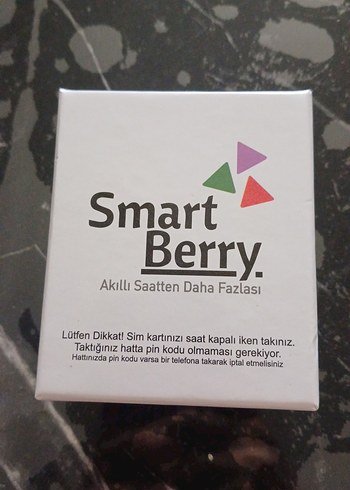 Smart
Berry.
Akıllı Saatten Daha Fazlası
Lütfen Dikkat! Sim kartınızı saat kapalı iken takınız.
Taktığınız hatta pin kodu olmaması gerekiyor.
Hattınızda pin kodu varsa bir telefona takarak iptal etmelisiniz